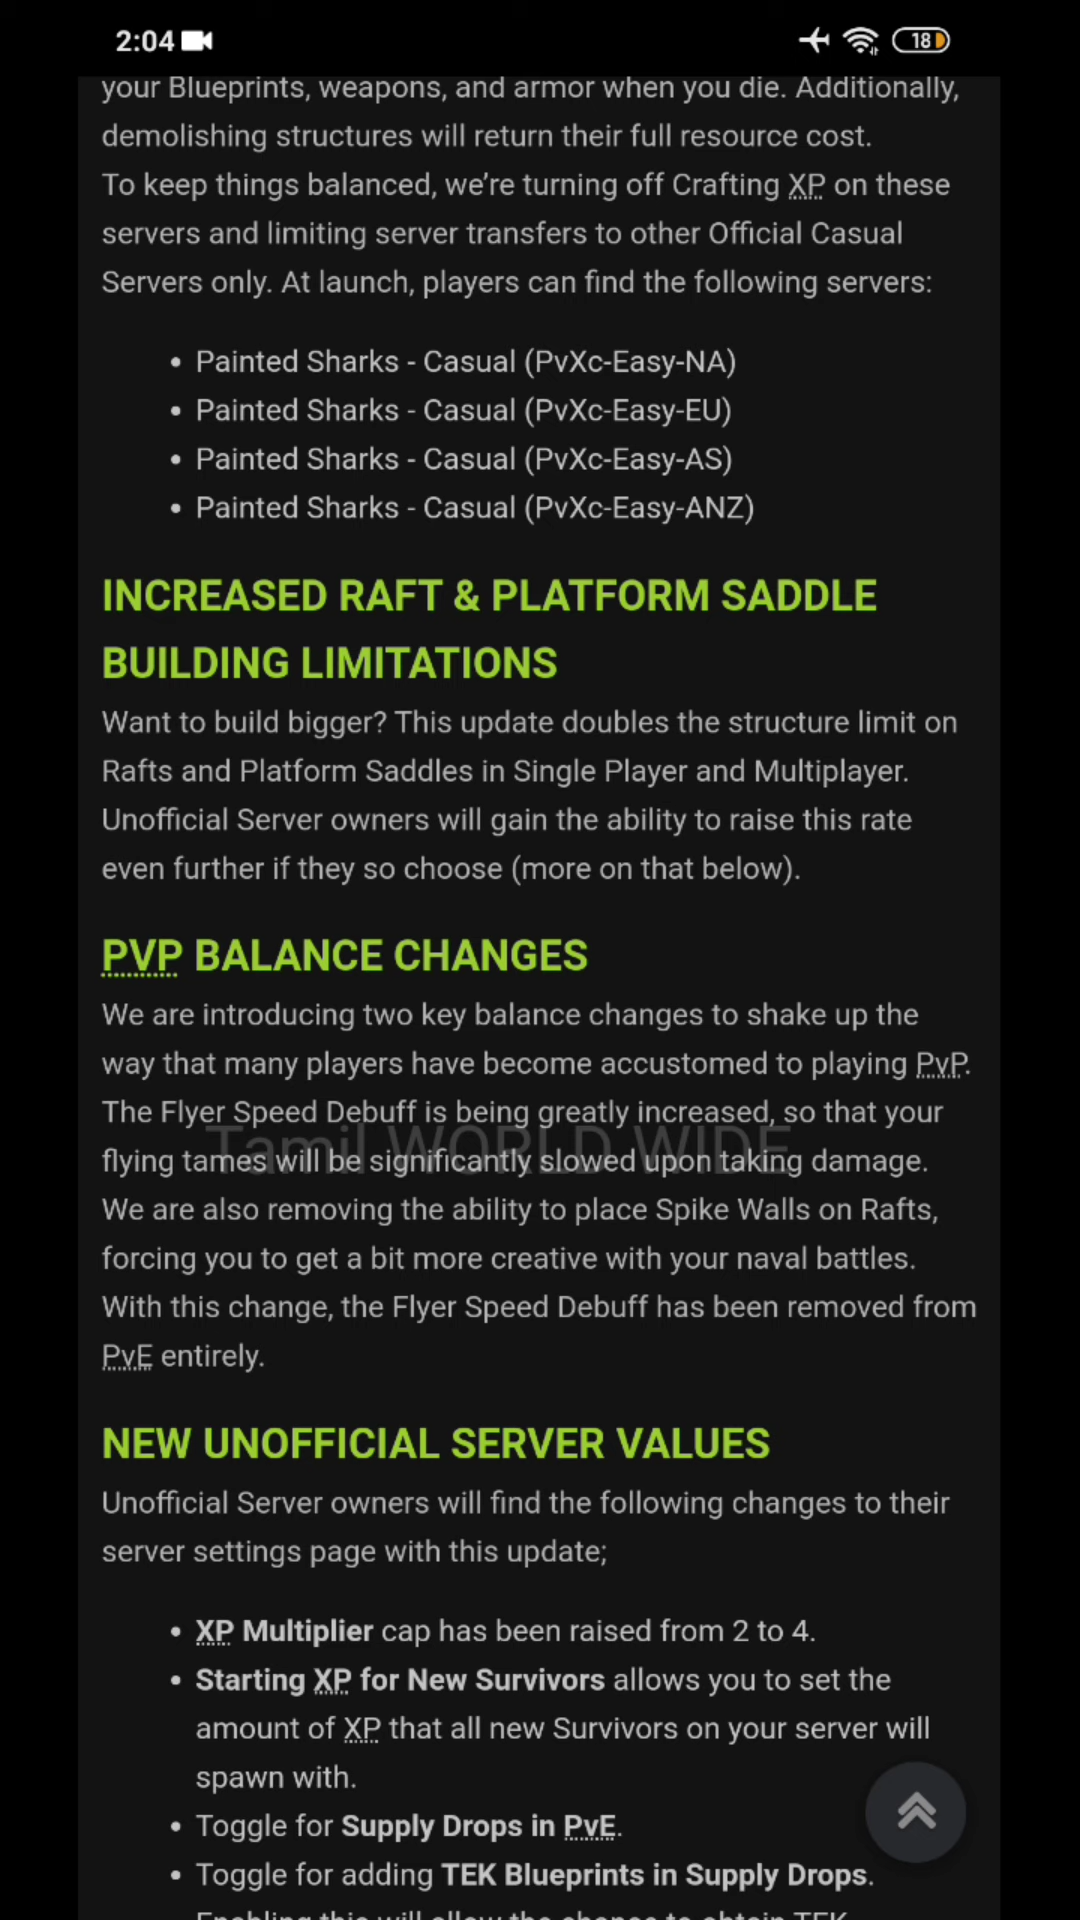 2:04
18
your Blueprints, weapons, and armor when you die. Additionally,
demolishing structures will return their full resource cost.
To keep things balanced, we’re turning off Crafting XP on these
servers and limiting server transfers to other Official Casual
Servers only. At launch, players can find the following servers:
• Painted Sharks - Casual (PvXc-Easy-NA)
• Painted Sharks - Casual (PvXc-Easy-EU)
• Painted Sharks - Casual (PvXc-Easy-AS)
• Painted Sharks - Casual (PvXc-Easy-ANZ)
INCREASED RAFT & PLATFORM SADDLE
BUILDING LIMITATIONS
Want to build bigger? This update doubles the structure limit on
Rafts and Platform Saddles in Single Player and Multiplayer.
Unofficial Server owners will gain the ability to raise this rate
even further if they so choose (more on that below).
PVP BALANCE CHANGES
We are introducing two key balance changes to shake up the
way that many players have become accustomed to playing PvP.
The Flyer Speed Debuff is being greatly increased, so that your
Tamil WORLD WIDE
flying tames will be significantly slowed upon taking damage.
We are also removing the ability to place Spike Walls on Rafts,
forcing you to get a bit more creative with your naval battles.
With this change, the Flyer Speed Debuff has been removed from
PvE entirely.
NEW UNOFFICIAL SERVER VALUES
Unofficial Server owners will find the following changes to their
server settings page with this update;
• XP Multiplier cap has been raised from 2 to 4.
• Starting XP for New Survivors allows you to set the
amount of XP that all new Survivors on your server will
spawn with.
• Toggle for Supply Drops in PvE.
• Toggle for adding TEK Blueprints in Supply Drops.
Enabling this will allow the chance to obtain TEK